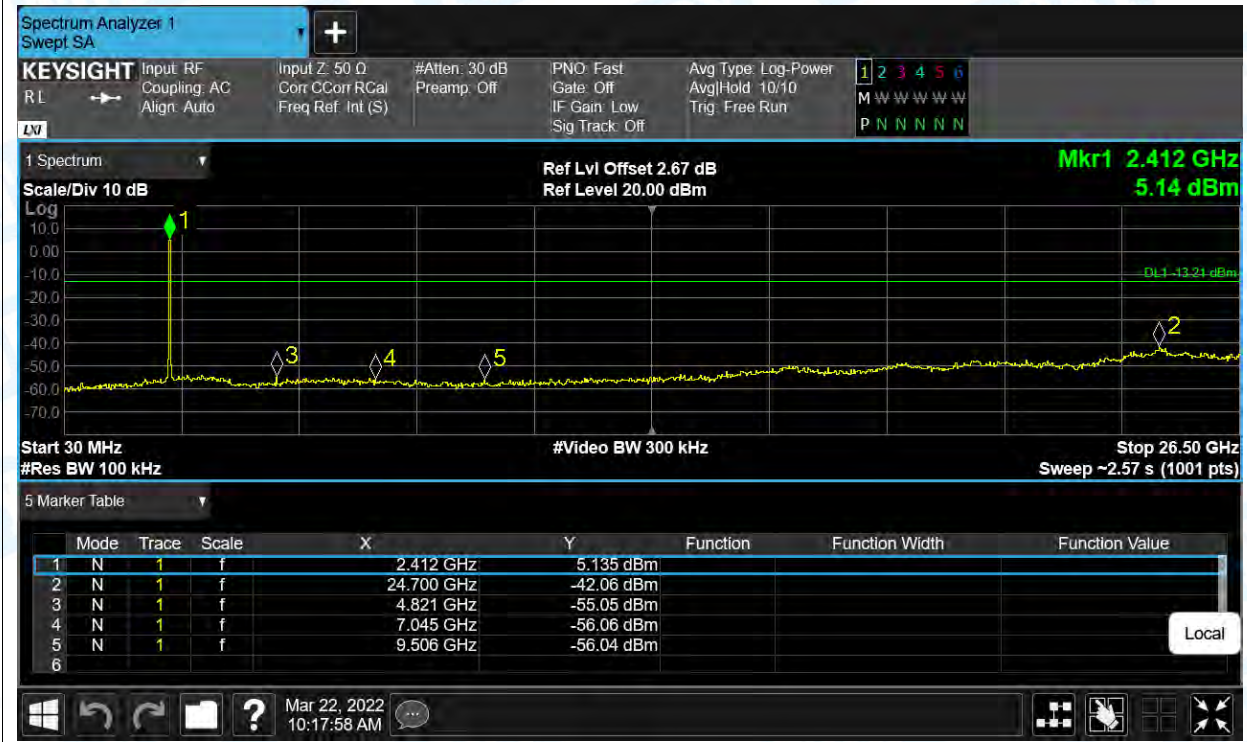 Spectrum Analyzer 1
Swept SA
+
KEYSIGHT Input: RF Input Z: 50 Ω #Atten: 30 dB PNO: Fast Avg Type: Log-Power 1 2 3 4 5 6
R L Coupling: AC Corr CCorr RCal Preamp: Off Gate: Off Avg|Hold: 10/10 M W W W W W W
Align: Auto Freq Ref: Int (S) IF Gain: Low Trig: Free Run
LXI Sig Track: Off P N N N N N N
1 Spectrum Ref Lvl Offset 2.67 dB Mkr1 2.412 GHz
Scale/Div 10 dB Ref Level 20.00 dBm 5.14 dBm
Log
1
10.0
0.00
-10.0 DL1 -13.21 dBm
-20.0
-30.0
2
-40.0
3 4 5
-50.0
-60.0
-70.0
Start 30 MHz #Video BW 300 kHz Stop 26.50 GHz
#Res BW 100 kHz Sweep ~2.57 s (1001 pts)
5 Marker Table
Mode Trace Scale X Y Function Function Width Function Value
1 N 1 f 2.412 GHz 5.135 dBm
2 N 1 f 24.700 GHz -42.06 dBm
3 N 1 f 4.821 GHz -55.05 dBm
4 N 1 f 7.045 GHz -56.06 dBm
5 N 1 f 9.506 GHz -56.04 dBm
6
Local
? Mar 22, 2022
10:17:58 AM